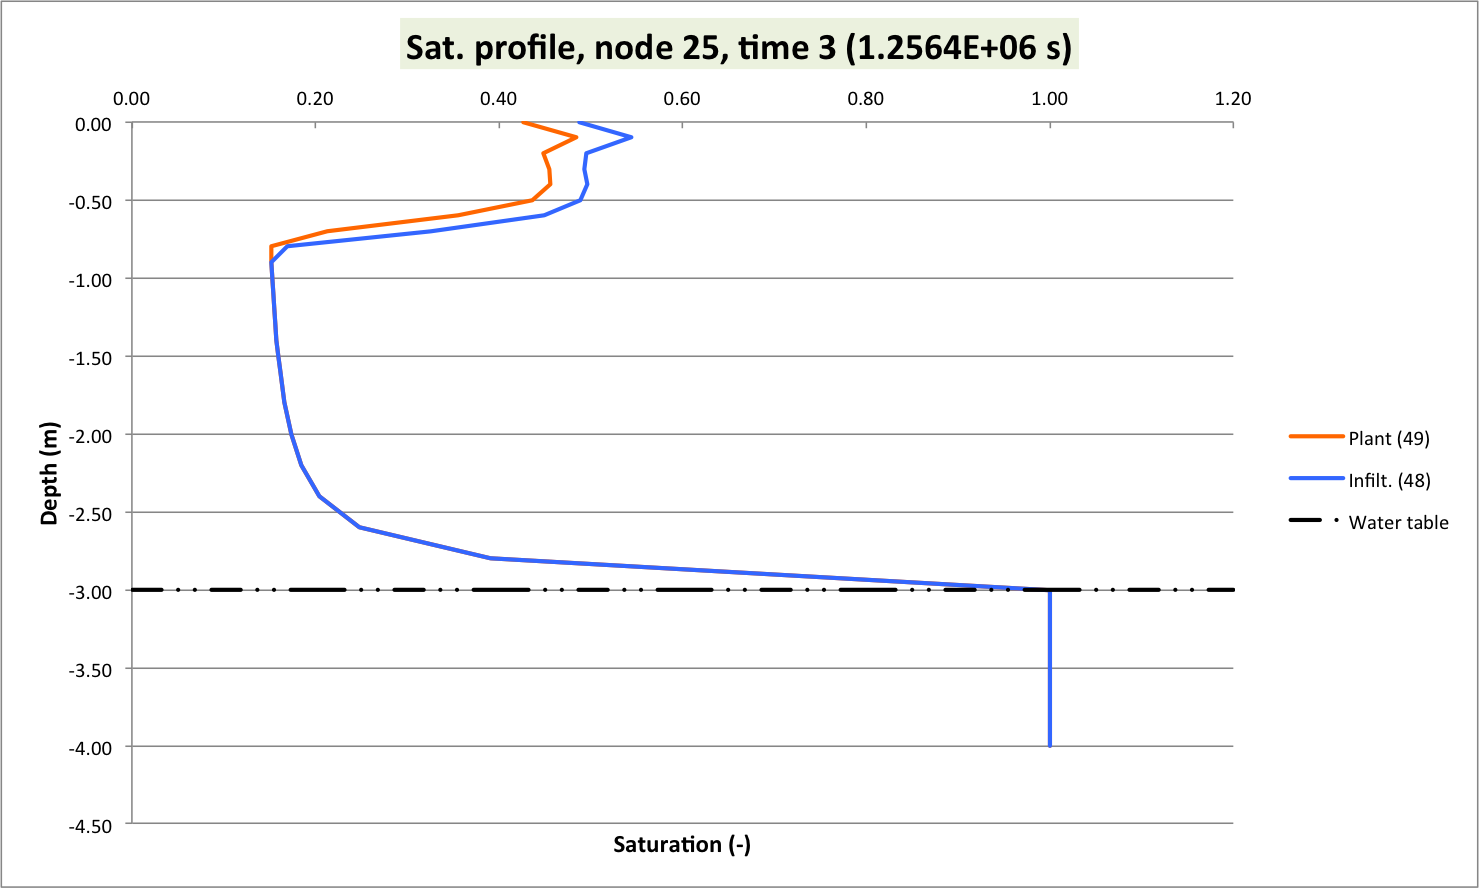 Sat. profile, node 25, time 3 (1.2564E+06 s)
0.00 0.20 0.40 0.60 0.80 1.00 1.20
0.00
-0.50
-1.00
-1.50
-2.00
-2.50
-3.00
-3.50
-4.00
-4.50
Depth (m)
Saturation (-)
Plant (49)
Infilt. (48)
Water table